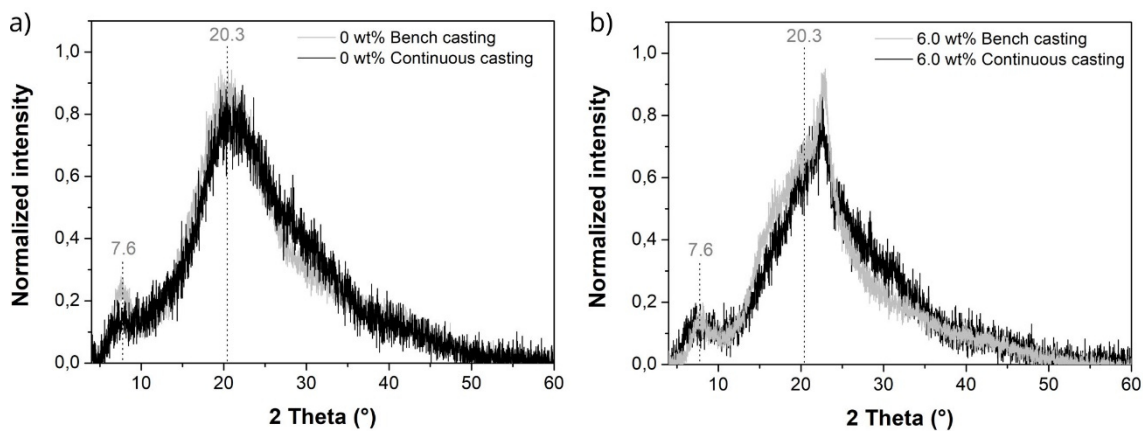 a)
20.3
0 wt% Bench casting
0 wt% Continuous casting
7.6
1,0
0,8
0,6
0,4
0,2
0,0
Normalized intensity
10 20 30 40 50 60
2 Theta (°)
b)
20.3
6.0 wt% Bench casting
6.0 wt% Continuous casting
7.6
1,0
0,8
0,6
0,4
0,2
0,0
Normalized intensity
10 20 30 40 50 60
2 Theta (°)